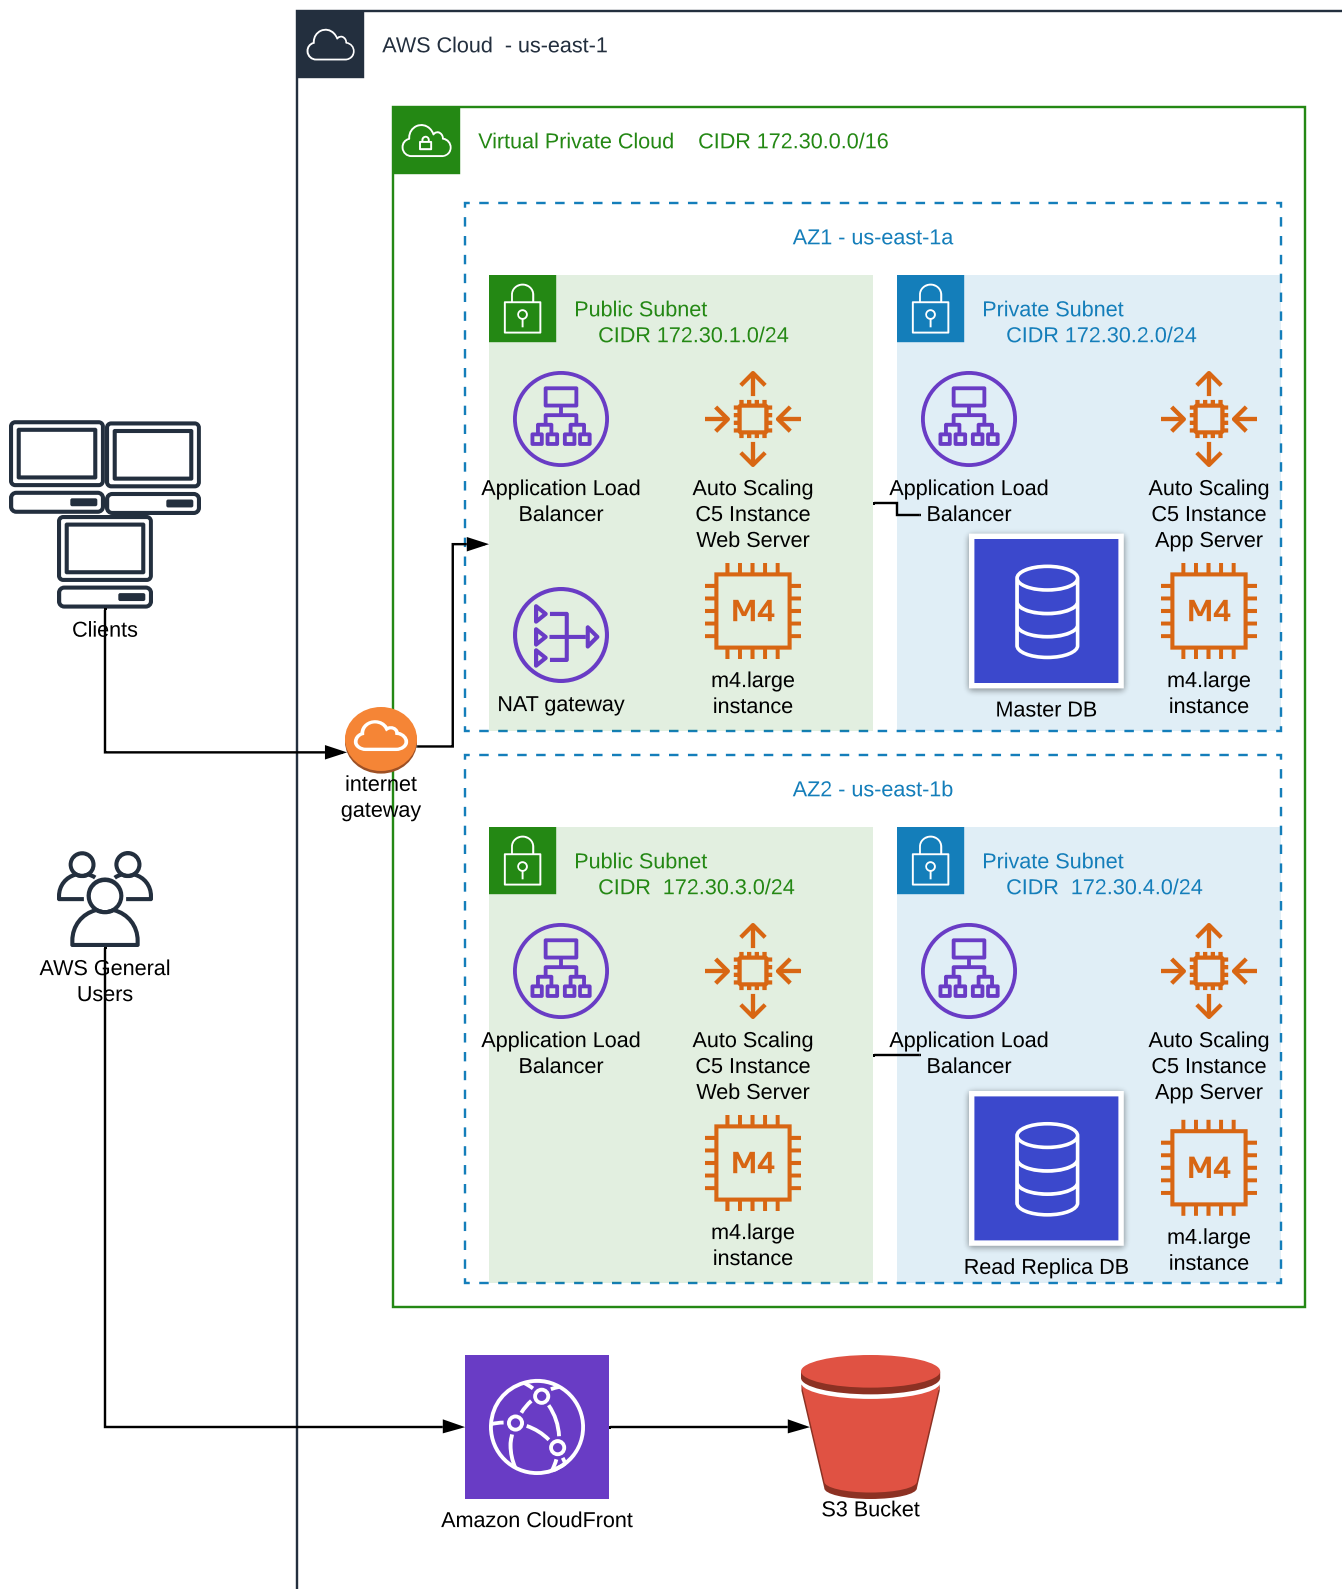 AWS Cloud  - us-east-1
Virtual Private Cloud    CIDR 172.30.0.0/16
AZ1 - us-east-1a
Public Subnet
CIDR 172.30.1.0/24
Private Subnet
CIDR 172.30.2.0/24
Application Load
Balancer
Auto Scaling
C5 Instance
Web Server
Application Load
Balancer
Auto Scaling
C5 Instance
App Server
Clients
M4
M4
NAT gateway
m4.large
instance
Master DB
m4.large
instance
internet
gateway
AZ2 - us-east-1b
Public Subnet
CIDR  172.30.3.0/24
Private Subnet
CIDR  172.30.4.0/24
AWS General
Users
Application Load
Balancer
Auto Scaling
C5 Instance
Web Server
Application Load
Balancer
Auto Scaling
C5 Instance
App Server
M4
M4
m4.large
instance
Read Replica DB
m4.large
instance
Amazon CloudFront
S3 Bucket